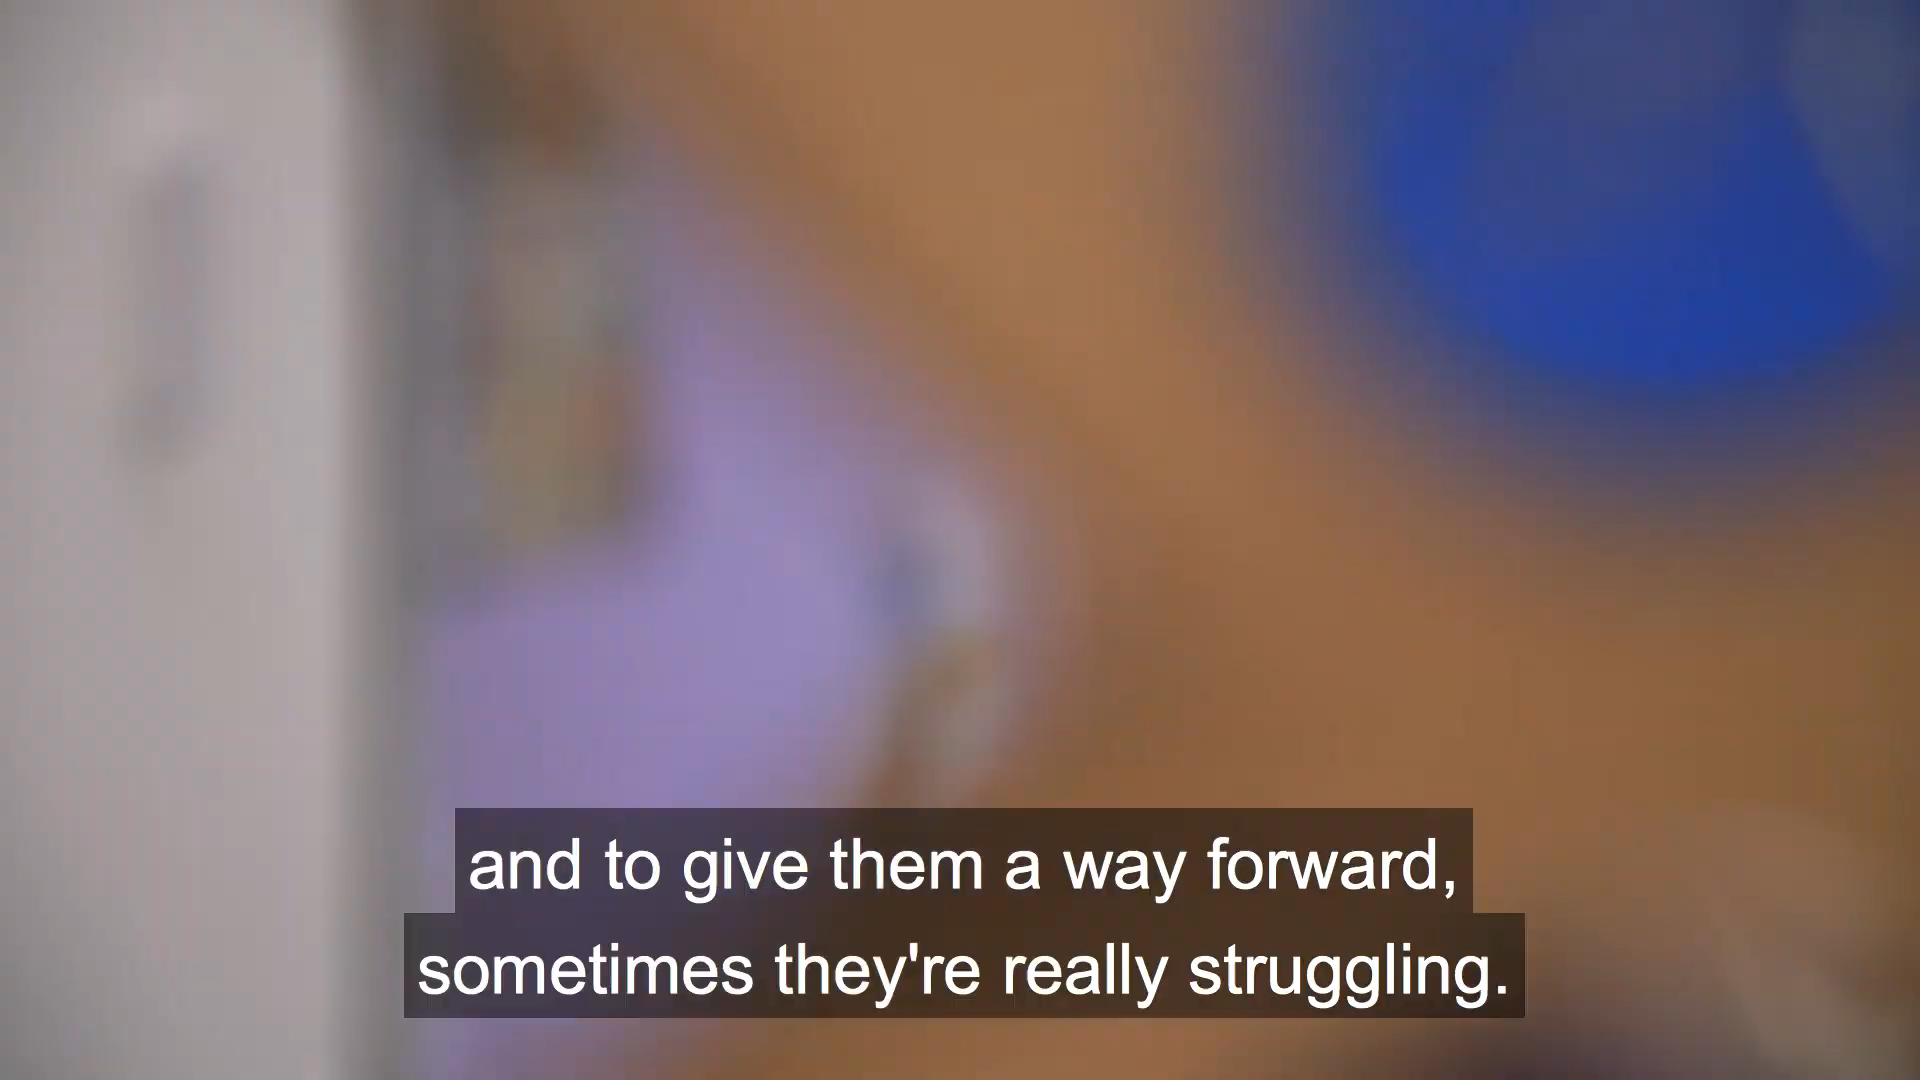 and to give them a way forward,
sometimes they're really struggling.